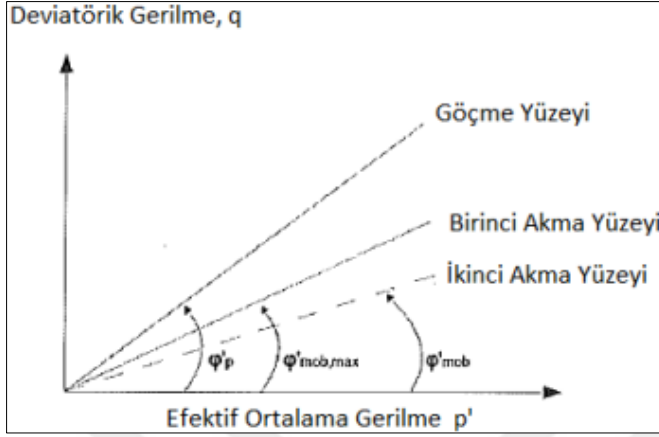 Deviatörik Gerilme, q
Göçme Yüzeyi
Birinci Akma Yüzeyi
İkinci Akma Yüzeyi
φ'p
φ'mob,max
φ'mob
Efektif Ortalama Gerilme p'